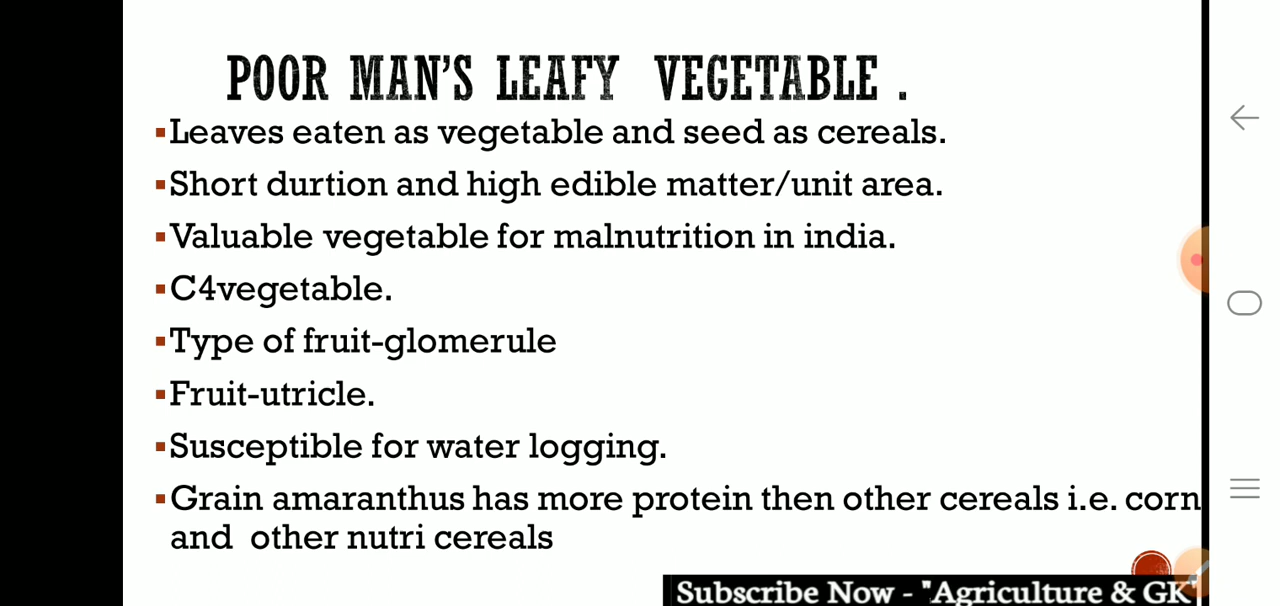 POOR MAN'S LEAFY VEGETABLE .
▪Leaves eaten as vegetable and seed as cereals.
▪Short durtion and high edible matter/unit area.
▪Valuable vegetable for malnutrition in india.
▪C4vegetable.
▪Type of fruit-glomerule
▪Fruit-utricle.
▪Susceptible for water logging.
▪Grain amaranthus has more protein then other cereals i.e. corn
and other nutri cereals
Subscribe Now - "Agriculture & GK"